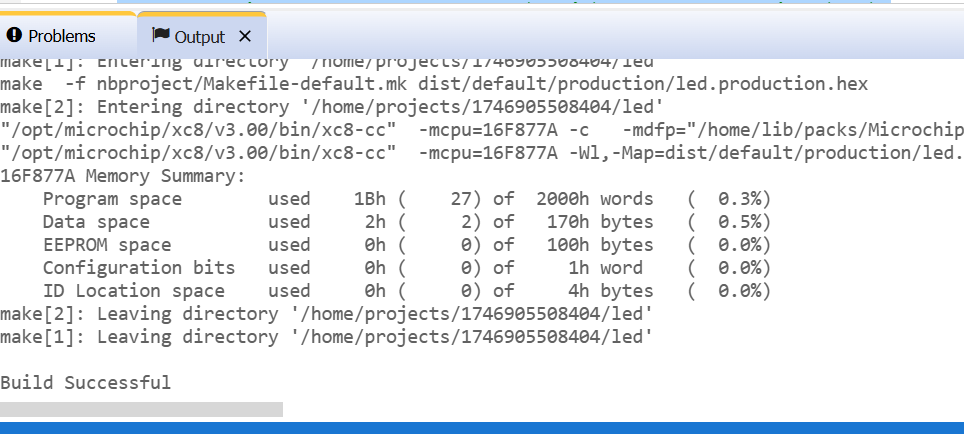 Problems
Output ×
make[1]: Entering directory '/home/projects/1746905508404/led'
make  -f nbproject/Makefile-default.mk dist/default/production/led.production.hex
make[2]: Entering directory '/home/projects/1746905508404/led'
"/opt/microchip/xc8/v3.00/bin/xc8-cc"  -mcpu=16F877A -c   -mdfp="/home/lib/packs/Microchip
"/opt/microchip/xc8/v3.00/bin/xc8-cc"  -mcpu=16F877A -Wl,-Map=dist/default/production/led.
16F877A Memory Summary:
    Program space        used    1Bh (    27) of  2000h words   (  0.3%)
    Data space           used     2h (     2) of   170h bytes   (  0.5%)
    EEPROM space         used     0h (     0) of   100h bytes   (  0.0%)
    Configuration bits   used     0h (     0) of     1h word    (  0.0%)
    ID Location space    used     0h (     0) of     4h bytes   (  0.0%)
make[2]: Leaving directory '/home/projects/1746905508404/led'
make[1]: Leaving directory '/home/projects/1746905508404/led'
Build Successful